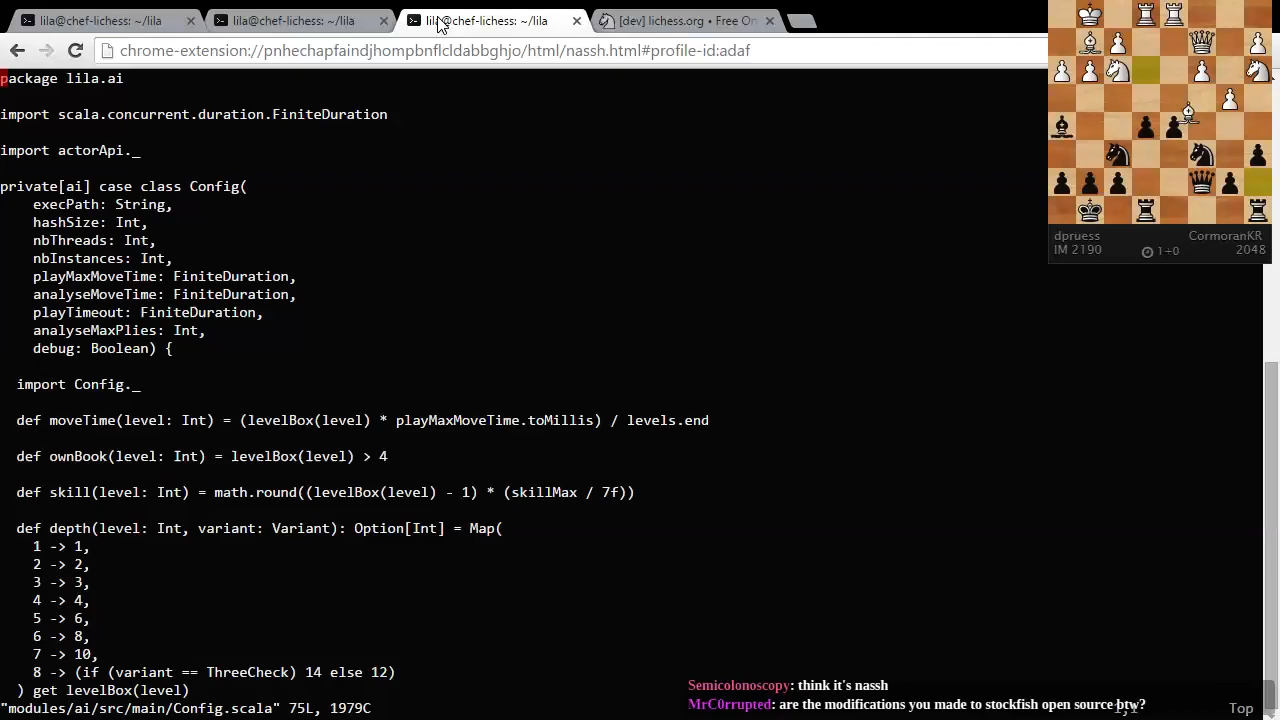 lila@chef-lichess: ~/lila
lila@chef-lichess: ~/lila
lila@chef-lichess: ~/lila
[dev] lichess.org • Free On
chrome-extension://pnhechapfaindjhompbnflcldabbghjo/html/nassh.html#profile-id:adaf
package lila.ai
import scala.concurrent.duration.FiniteDuration
import actorApi._
private[ai] case class Config(
execPath: String,
hashSize: Int,
nbThreads: Int,
nbInstances: Int,
playMaxMoveTime: FiniteDuration,
analyseMoveTime: FiniteDuration,
playTimeout: FiniteDuration,
analyseMaxPlies: Int,
debug: Boolean) {
import Config._
def moveTime(level: Int) = (levelBox(level) * playMaxMoveTime.toMillis) / levels.end
def ownBook(level: Int) = levelBox(level) > 4
def skill(level: Int) = math.round((levelBox(level) - 1) * (skillMax / 7f))
def depth(level: Int, variant: Variant): Option[Int] = Map(
1 -> 1,
2 -> 2,
3 -> 3,
4 -> 4,
5 -> 6,
6 -> 8,
7 -> 10,
8 -> (if (variant == ThreeCheck) 14 else 12)
) get levelBox(level)
"modules/ai/src/main/Config.scala" 75L, 1979C
1,1
Top
dpruess
IM 2190
1+0
CormoranKR
2048
Semicolonoscopy: think it's nassh
MrC0rrupted: are the modifications you made to stockfish open source btw?